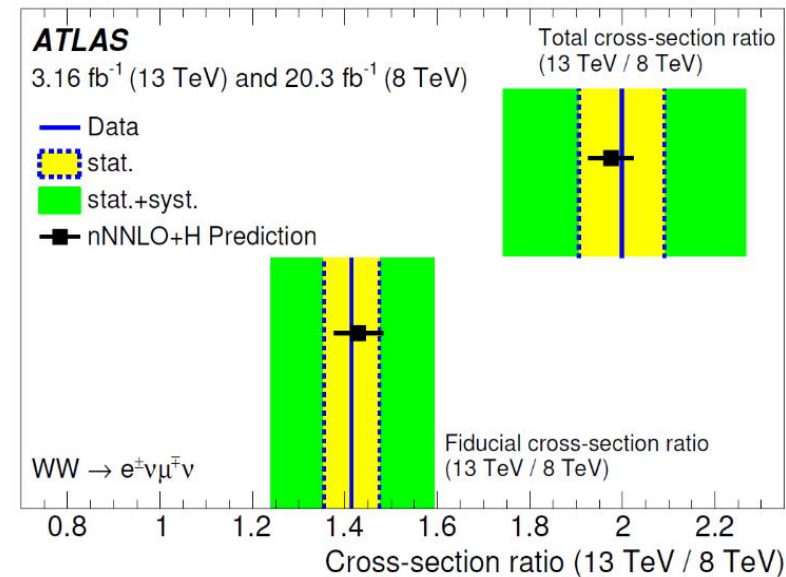 ATLAS
3.16 fb⁻¹ (13 TeV) and 20.3 fb⁻¹ (8 TeV)
Data
stat.
stat.+syst.
nNNLO+H Prediction
Total cross-section ratio
(13 TeV / 8 TeV)
Fiducial cross-section ratio
(13 TeV / 8 TeV)
WW → e±νμ∓ν
0.8 1 1.2 1.4 1.6 1.8 2 2.2
Cross-section ratio (13 TeV / 8 TeV)